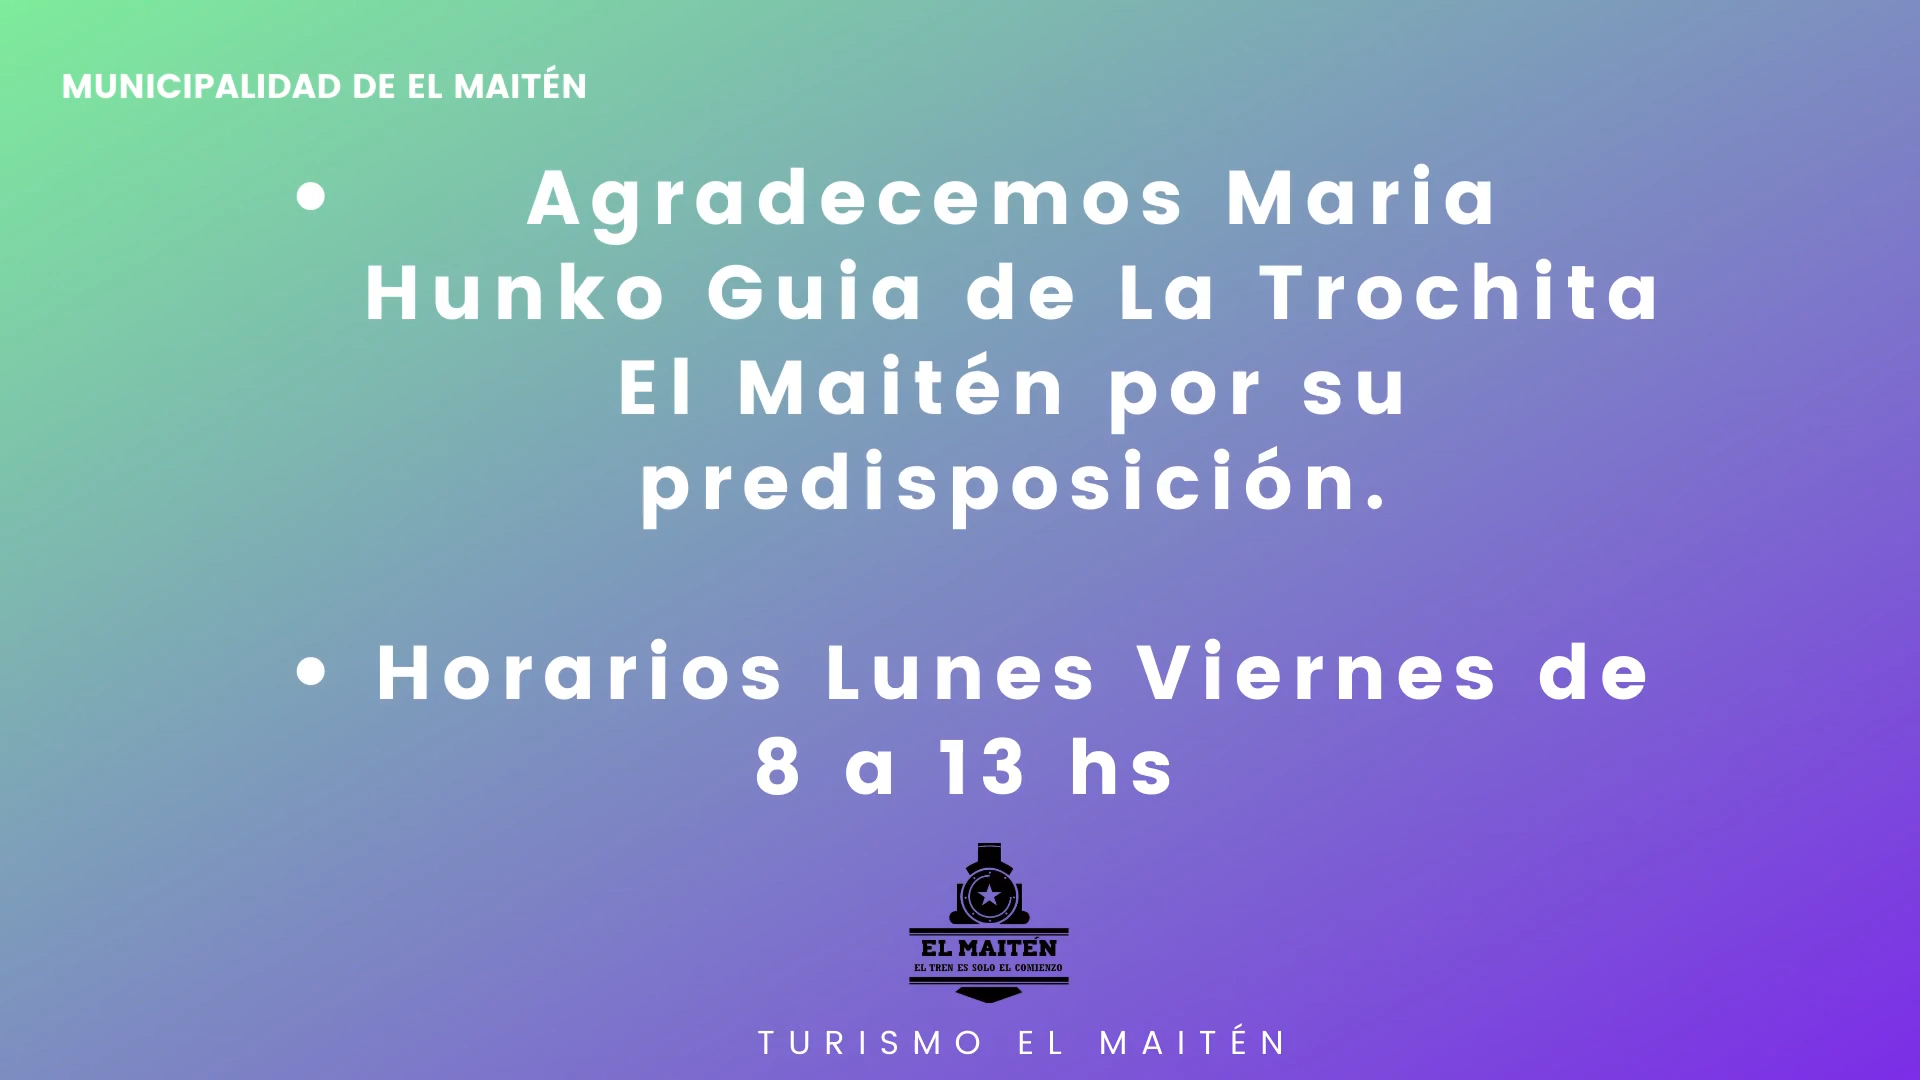 MUNICIPALIDAD DE EL MAITÉN
• Agradecemos Maria
Hunko Guia de La Trochita
El Maitén por su
predisposición.
• Horarios Lunes Viernes de
8 a 13 hs
EL MAITÉN
EL TREN ES SOLO EL COMIENZO
TURISMO EL MAITÉN